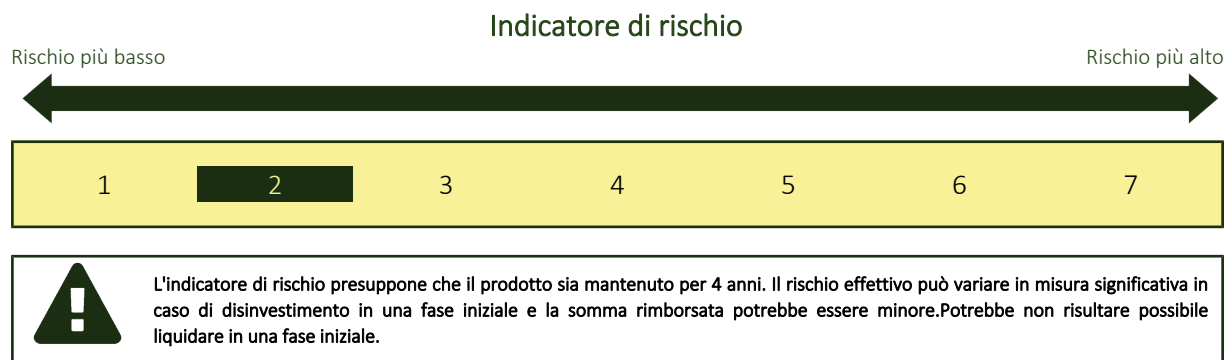 Indicatore di rischio
Rischio più basso
Rischio più alto
1 2 3 4 5 6 7
L'indicatore di rischio presuppone che il prodotto sia mantenuto per 4 anni. Il rischio effettivo può variare in misura significativa in
caso di disinvestimento in una fase iniziale e la somma rimborsata potrebbe essere minore.Potrebbe non risultare possibile
liquidare in una fase iniziale.